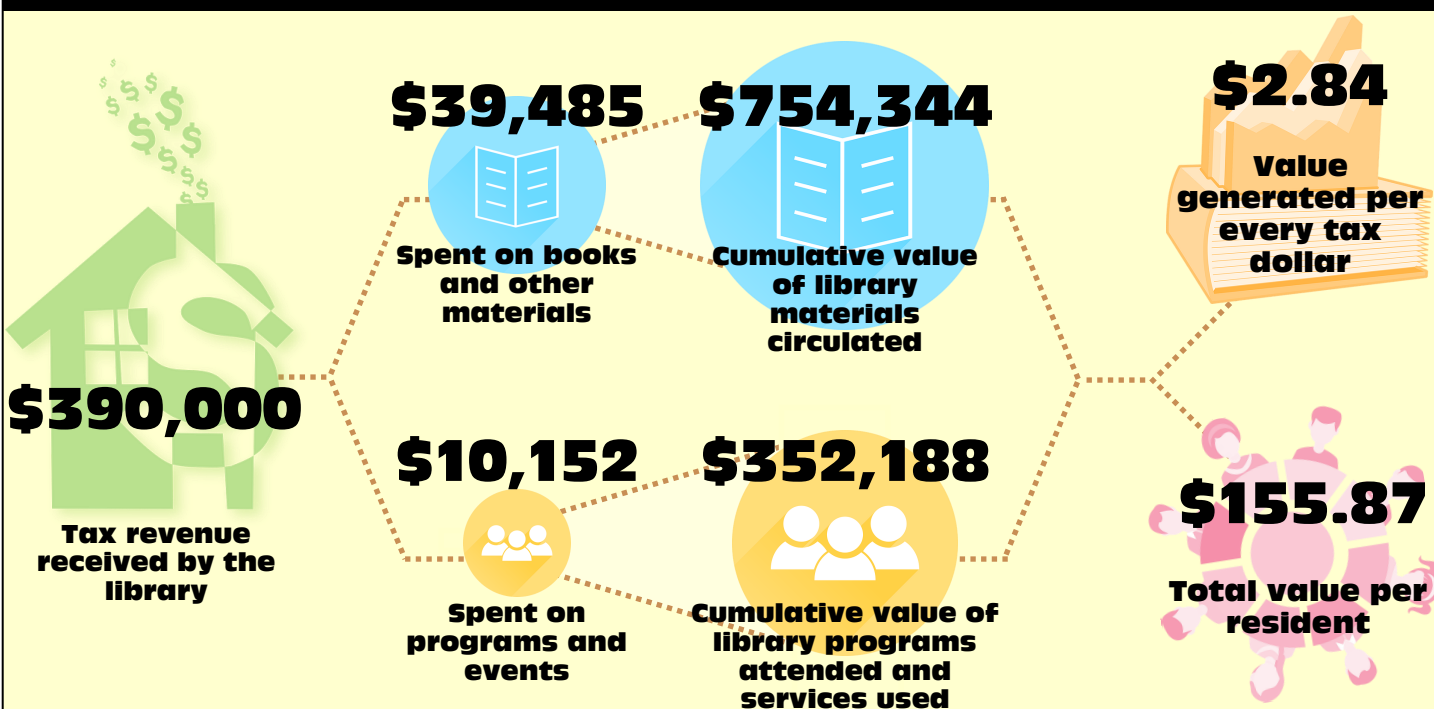 $390,000
Tax revenue
received by the
library
$39,485
Spent on books
and other
materials
$754,344
Cumulative value
of library
materials
circulated
$10,152
Spent on
programs and
events
$352,188
Cumulative value of
library programs
attended and
services used
$2.84
Value
generated per
every tax
dollar
$155.87
Total value per
resident